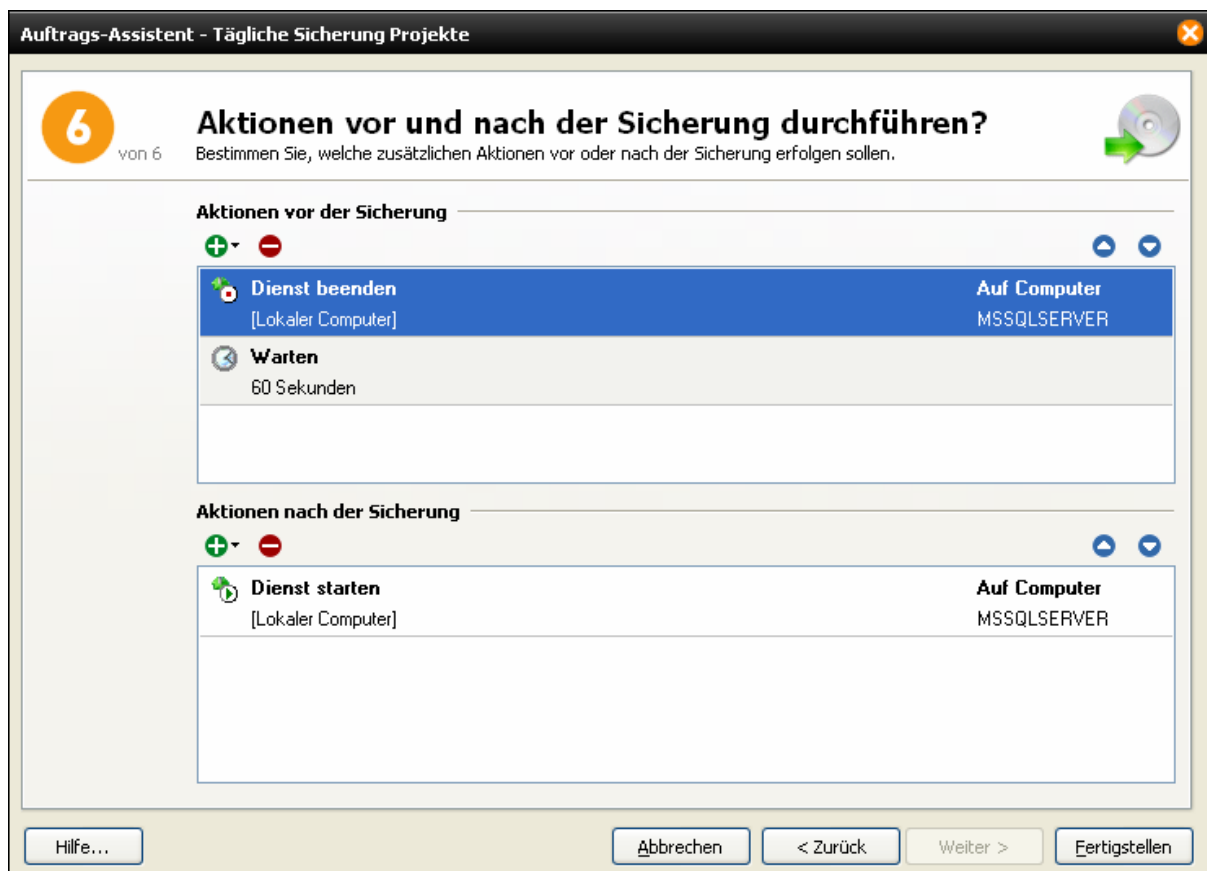 Auftrags-Assistent - Tägliche Sicherung Projekte
6
von 6
Aktionen vor und nach der Sicherung durchführen?
Bestimmen Sie, welche zusätzlichen Aktionen vor oder nach der Sicherung erfolgen sollen.
Aktionen vor der Sicherung
Dienst beenden Auf Computer
[Lokaler Computer] MSSQLSERVER
Warten
60 Sekunden
Aktionen nach der Sicherung
Dienst starten Auf Computer
[Lokaler Computer] MSSQLSERVER
Hilfe... Abbrechen < Zurück Weiter > Fertigstellen